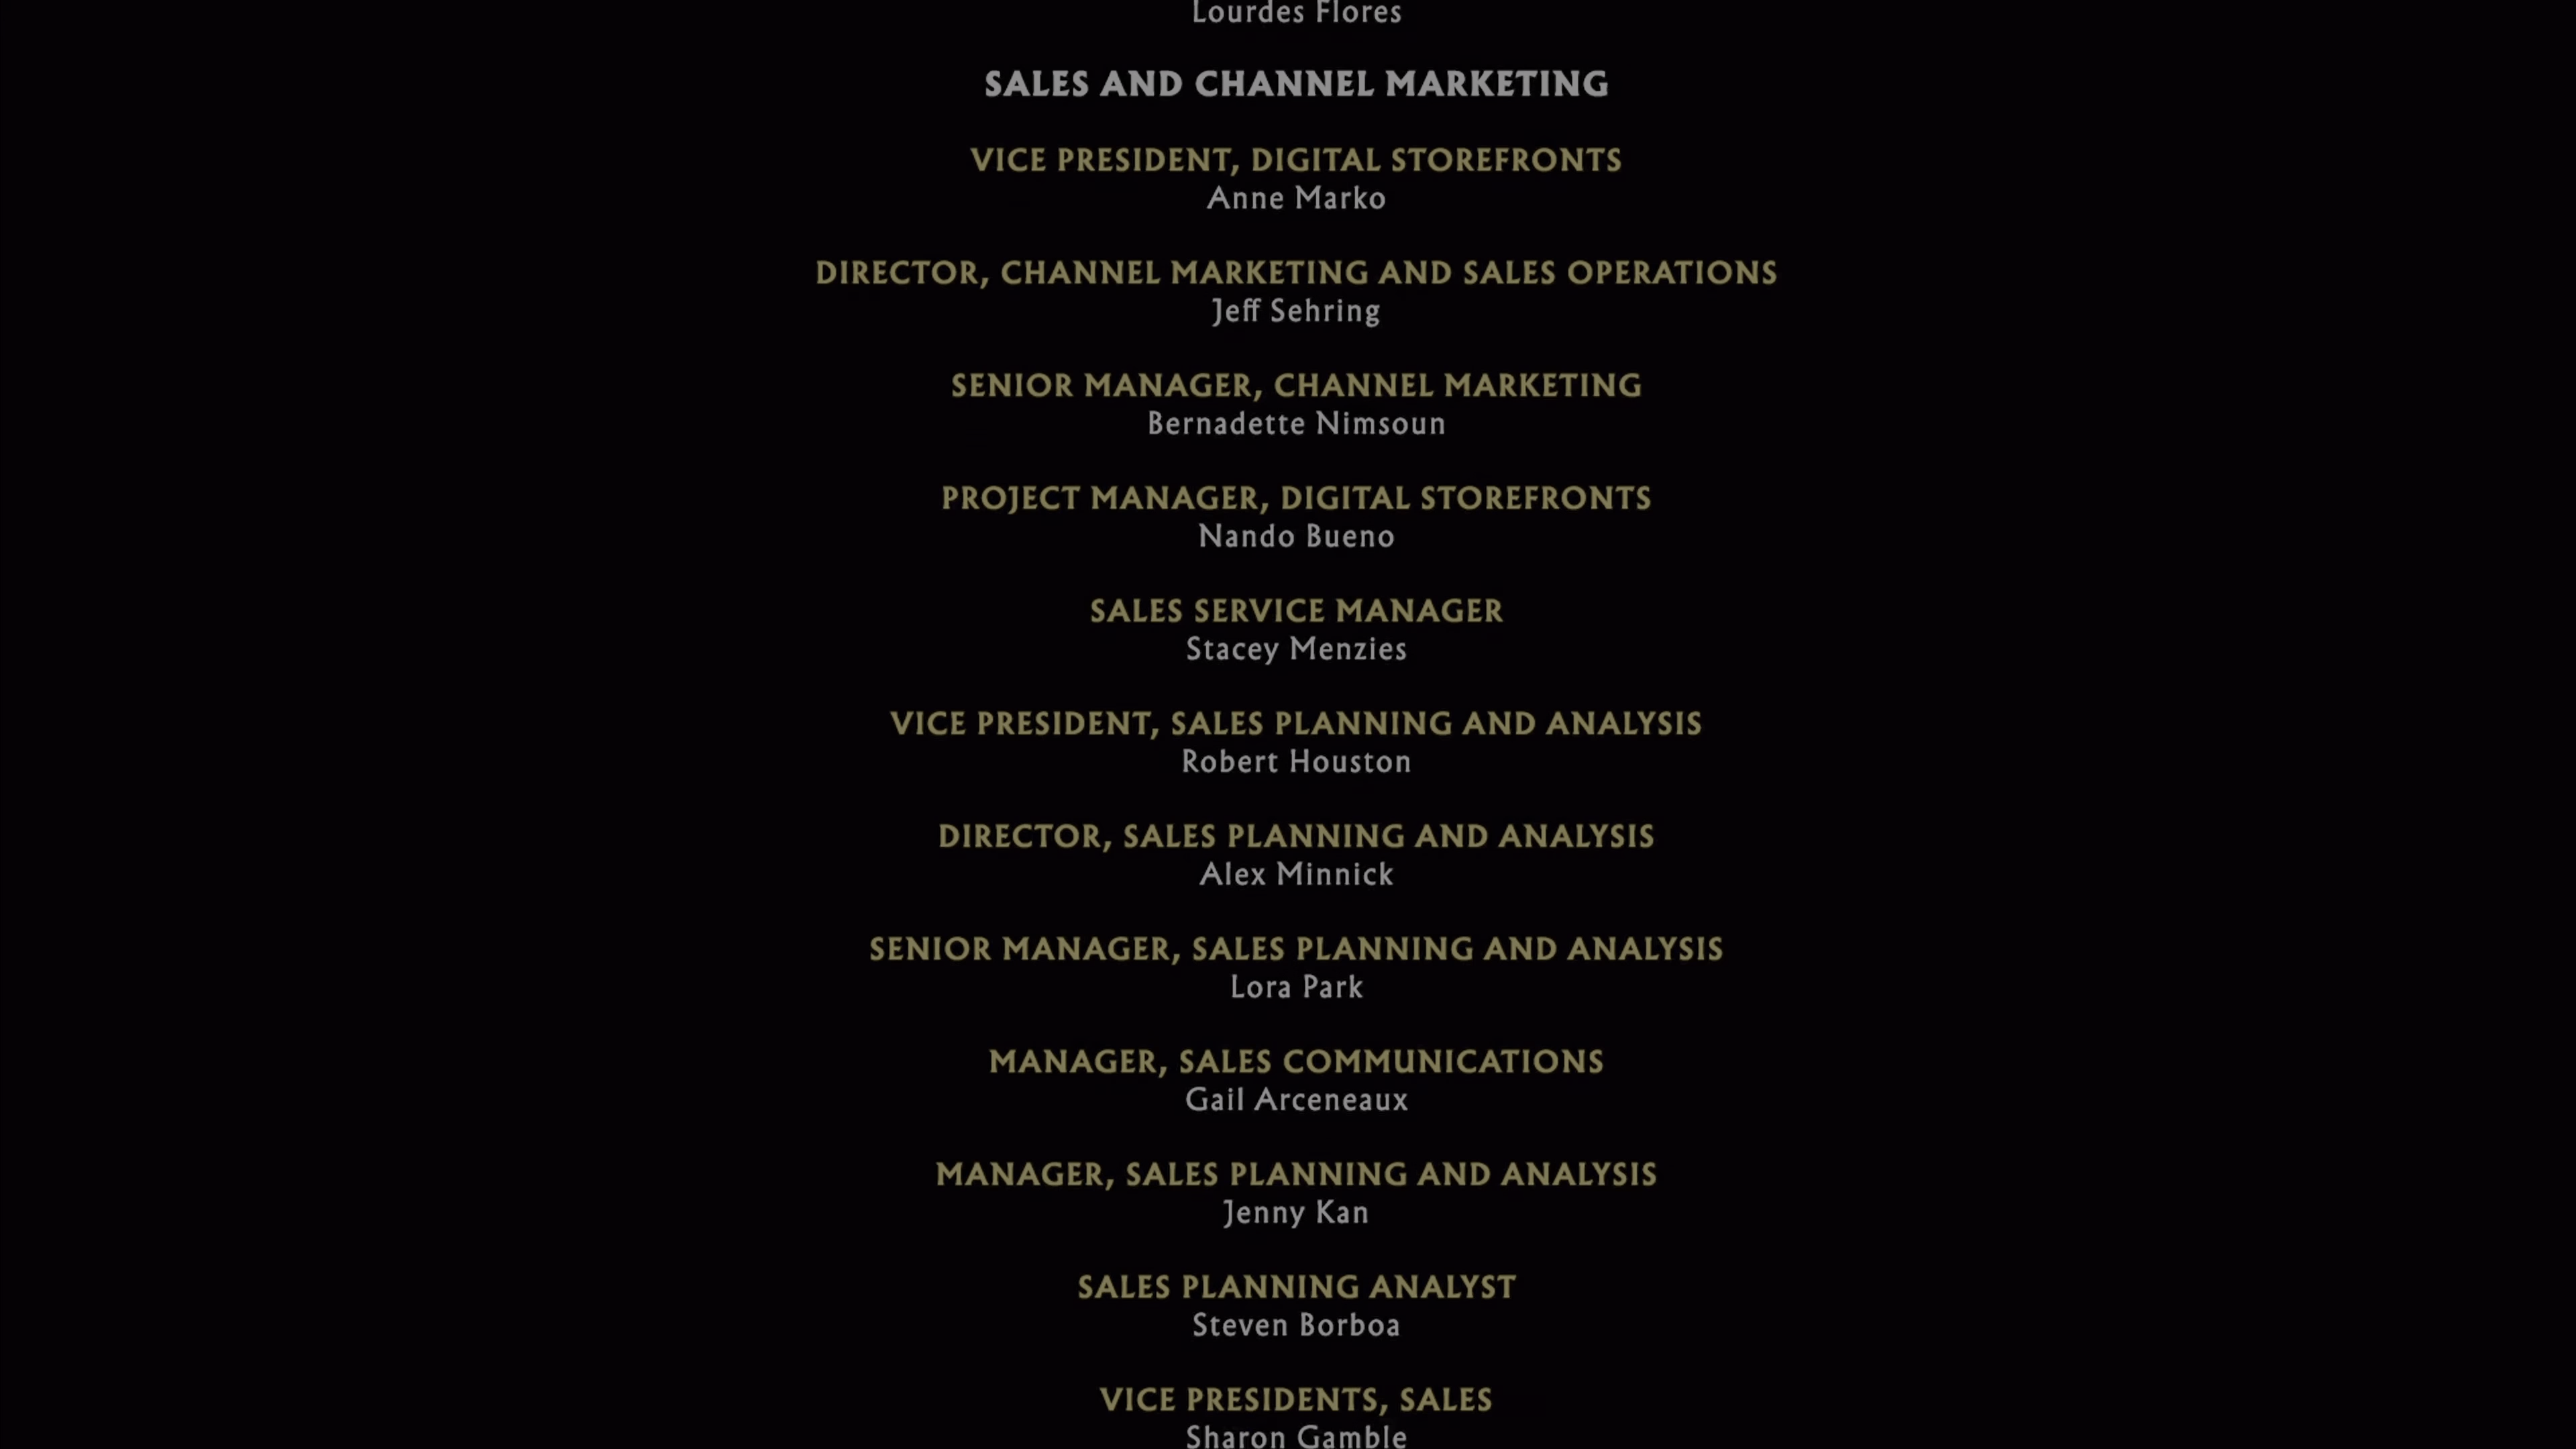 Lourdes Flores
SALES AND CHANNEL MARKETING
VICE PRESIDENT, DIGITAL STOREFRONTS
Anne Marko
DIRECTOR, CHANNEL MARKETING AND SALES OPERATIONS
Jeff Sehring
SENIOR MANAGER, CHANNEL MARKETING
Bernadette Nimsoun
PROJECT MANAGER, DIGITAL STOREFRONTS
Nando Bueno
SALES SERVICE MANAGER
Stacey Menzies
VICE PRESIDENT, SALES PLANNING AND ANALYSIS
Robert Houston
DIRECTOR, SALES PLANNING AND ANALYSIS
Alex Minnick
SENIOR MANAGER, SALES PLANNING AND ANALYSIS
Lora Park
MANAGER, SALES COMMUNICATIONS
Gail Arceneaux
MANAGER, SALES PLANNING AND ANALYSIS
Jenny Kan
SALES PLANNING ANALYST
Steven Borboa
VICE PRESIDENTS, SALES
Sharon Gamble